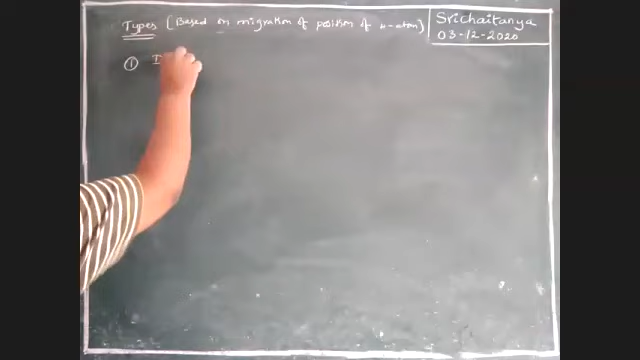 Types [Based on migration of position of H-atom]
Srichaitanya
03-12-2020
① I